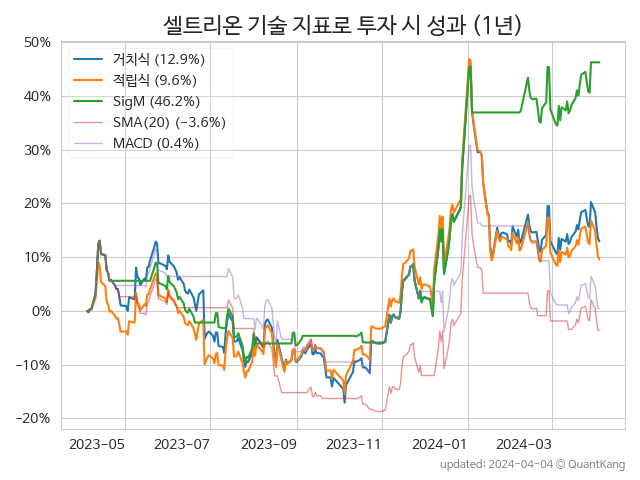 셀트리온 기술 지표로 투자 시 성과 (1년)
50%
40%
30%
20%
10%
0%
−10%
−20%
거치식 (12.9%)
적립식 (9.6%)
SigM (46.2%)
SMA(20) (−3.6%)
MACD (0.4%)
2023−05
2023−07
2023−09
2023−11
2024−01
2024−03
updated: 2024−04−04 ⓒ QuantKang